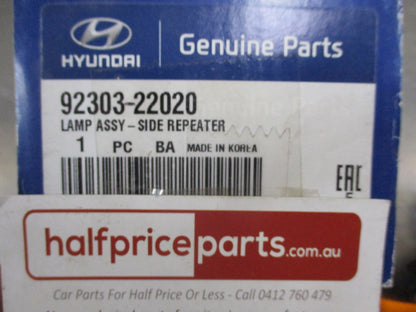 HYUNDAI
Genuine Parts
92303-22020
LAMP ASSY-SIDE REPEATER
1 PC BA MADE IN KOREA
EAC
halfpriceparts.com.au
Car Parts For Half Price Or Less - Call 0412 760 479